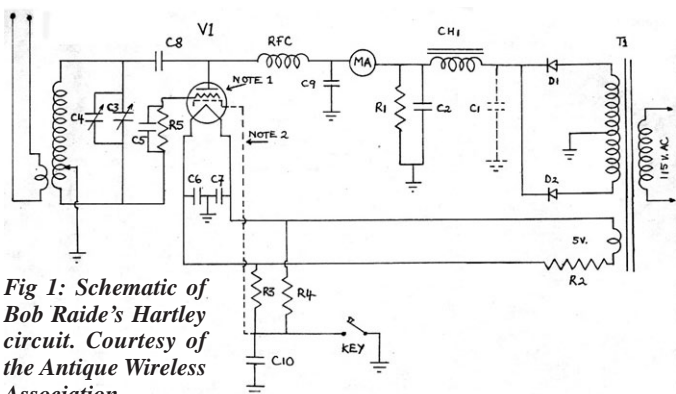 C8
V1
RFC
MA
CH1
T1
NOTE 1
C9
D1
C4
C3
C5
R5
R1
C2
C1
115V. AC
NOTE 2
D2
C6
C7
5V.
R2
R3
R4
KEY
C10
Fig 1: Schematic of
Bob Raide's Hartley
circuit. Courtesy of
the Antique Wireless
Association